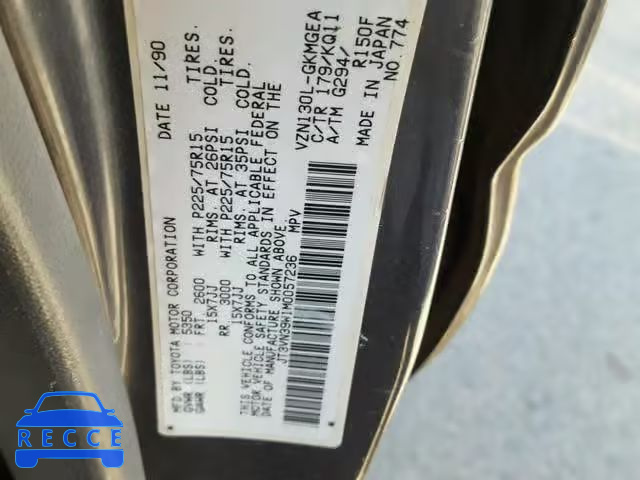 MFD BY TOYOTA MOTOR CORPORATION DATE 11/90
GVWR (LBS) 5350
GAWR (LBS) FRT. 2600 WITH P225/75R15 TIRES.
15X7JJ RIMS. AT 26PSI COLD.
RR. 3000 WITH P225/75R15 TIRES.
15X7JJ RIMS. AT 35PSI COLD.
THIS VEHICLE CONFORMS TO ALL APPLICABLE FEDERAL
MOTOR VEHICLE SAFETY STANDARDS IN EFFECT ON THE
DATE OF MANUFACTURE SHOWN ABOVE.
JT3VN39W1M0057236 MPV
VZN130L-GKMGEA
C/TR 179/KQ11
A/TM G294/ R150F
MADE IN JAPAN
NO.774
RECCE